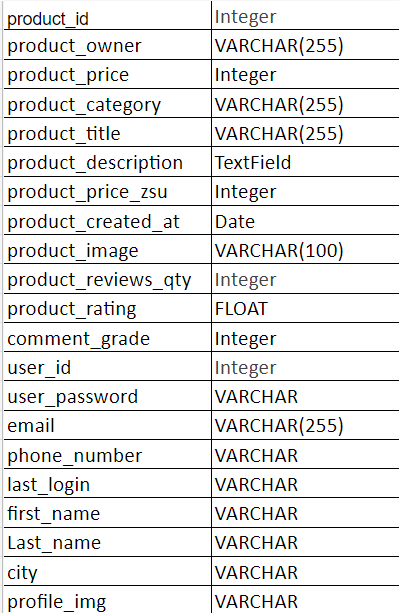 product_id Integer
product_owner VARCHAR(255)
product_price Integer
product_category VARCHAR(255)
product_title VARCHAR(255)
product_description TextField
product_price_zsu Integer
product_created_at Date
product_image VARCHAR(100)
product_reviews_qty Integer
product_rating FLOAT
comment_grade Integer
user_id Integer
user_password VARCHAR
email VARCHAR(255)
phone_number VARCHAR
last_login VARCHAR
first_name VARCHAR
Last_name VARCHAR
city VARCHAR
profile_img VARCHAR